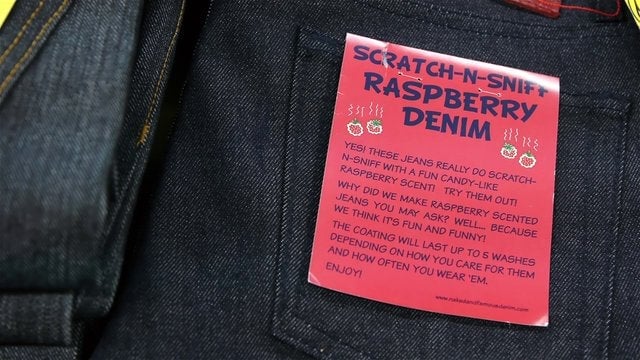 SCRATCH-N-SNIFF
RASPBERRY
DENIM
YES! THESE JEANS REALLY DO SCRATCH-
N-SNIFF WITH A FUN CANDY-LIKE
RASPBERRY SCENT! TRY THEM OUT!
WHY DID WE MAKE RASPBERRY SCENTED
JEANS YOU MAY ASK? WELL... BECAUSE
WE THINK IT'S FUN AND FUNNY!
THE COATING WILL LAST UP TO 5 WASHES
DEPENDING ON HOW YOU CARE FOR THEM
AND HOW OFTEN YOU WEAR 'EM.
ENJOY!
www.nakedandfamousdenim.com